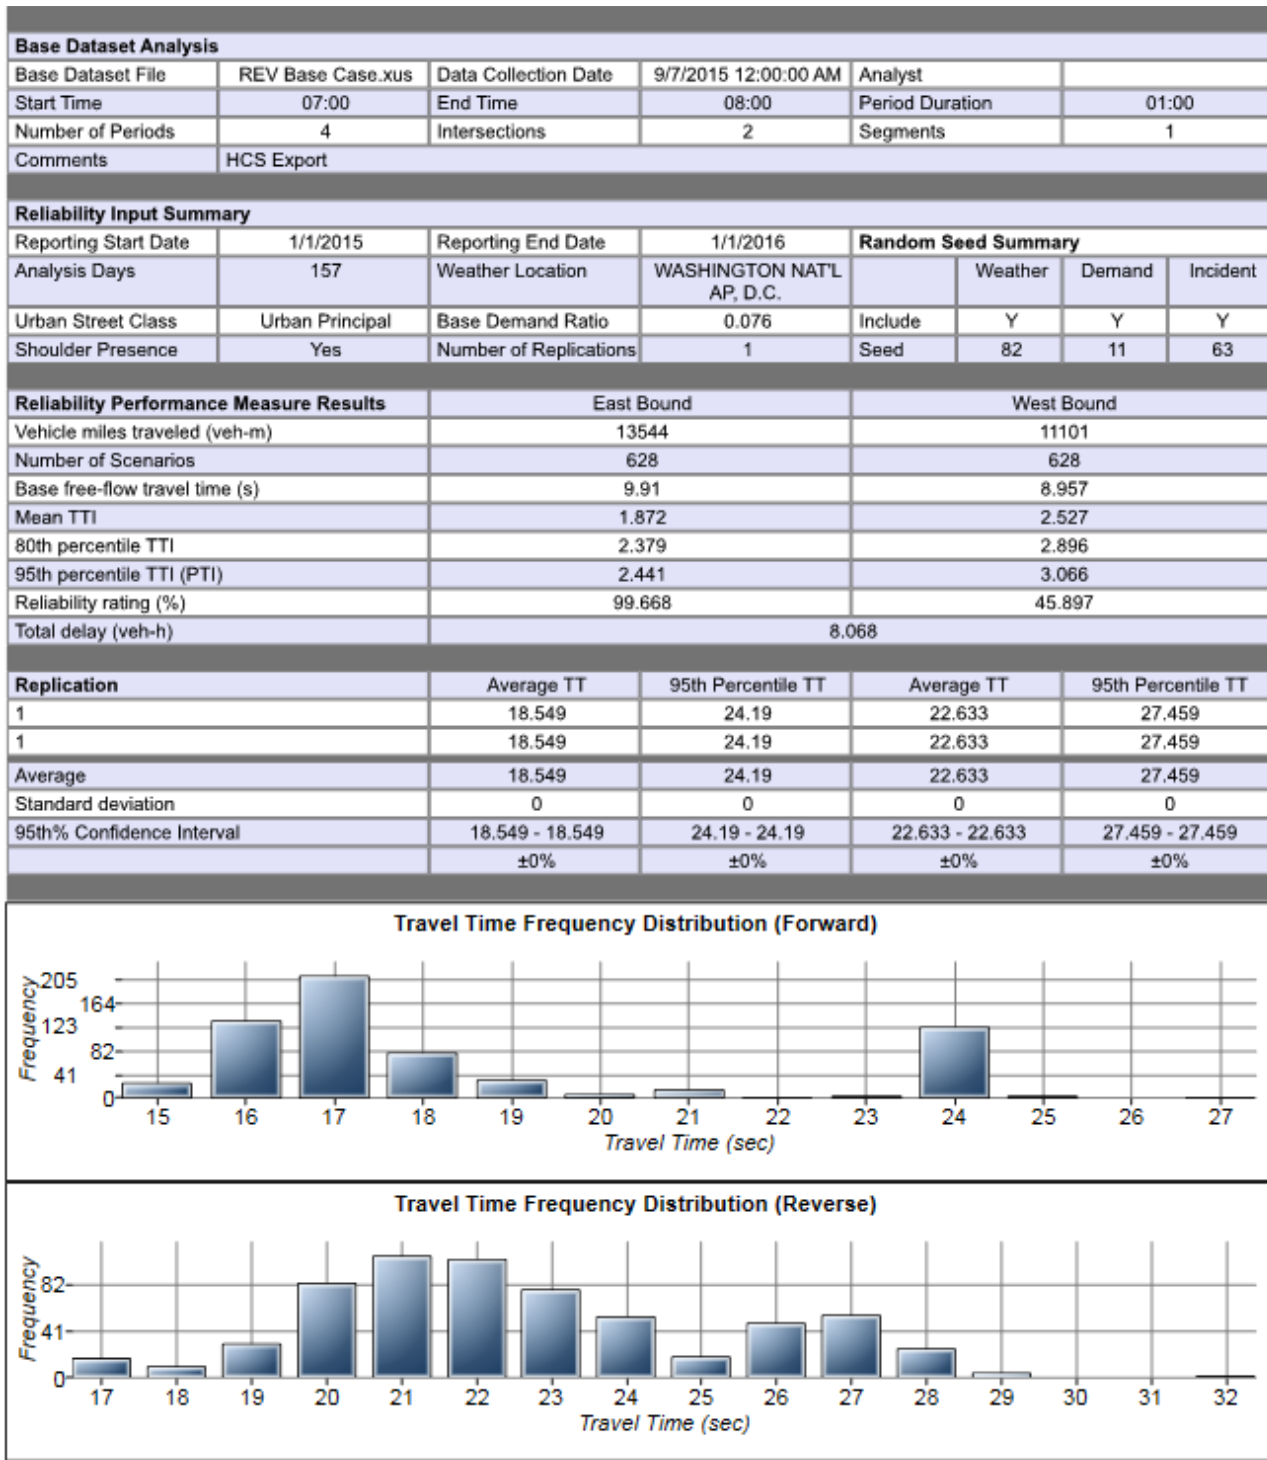 Base Dataset Analysis
Base Dataset File REV Base Case.xus Data Collection Date 9/7/2015 12:00:00 AM Analyst
Start Time 07:00 End Time 08:00 Period Duration 01:00
Number of Periods 4 Intersections 2 Segments 1
Comments HCS Export
Reliability Input Summary
Reporting Start Date 1/1/2015 Reporting End Date 1/1/2016 Random Seed Summary
Analysis Days 157 Weather Location WASHINGTON NAT'L AP, D.C. Weather Demand Incident
Urban Street Class Urban Principal Base Demand Ratio 0.076 Include Y Y Y
Shoulder Presence Yes Number of Replications 1 Seed 82 11 63
Reliability Performance Measure Results East Bound West Bound
Vehicle miles traveled (veh-m) 13544 11101
Number of Scenarios 628 628
Base free-flow travel time (s) 9.91 8.957
Mean TTI 1.872 2.527
80th percentile TTI 2.379 2.896
95th percentile TTI (PTI) 2.441 3.066
Reliability rating (%) 99.668 45.897
Total delay (veh-h) 8.068
Replication Average TT 95th Percentile TT Average TT 95th Percentile TT
1 18.549 24.19 22.633 27.459
1 18.549 24.19 22.633 27.459
Average 18.549 24.19 22.633 27.459
Standard deviation 0 0 0 0
95th% Confidence Interval 18.549 - 18.549 24.19 - 24.19 22.633 - 22.633 27.459 - 27.459
±0% ±0% ±0% ±0%
Travel Time Frequency Distribution (Forward)
Frequency
205
164
123
82
41
0
15 16 17 18 19 20 21 22 23 24 25 26 27
Travel Time (sec)
Travel Time Frequency Distribution (Reverse)
Frequency
82
41
0
17 18 19 20 21 22 23 24 25 26 27 28 29 30 31 32
Travel Time (sec)